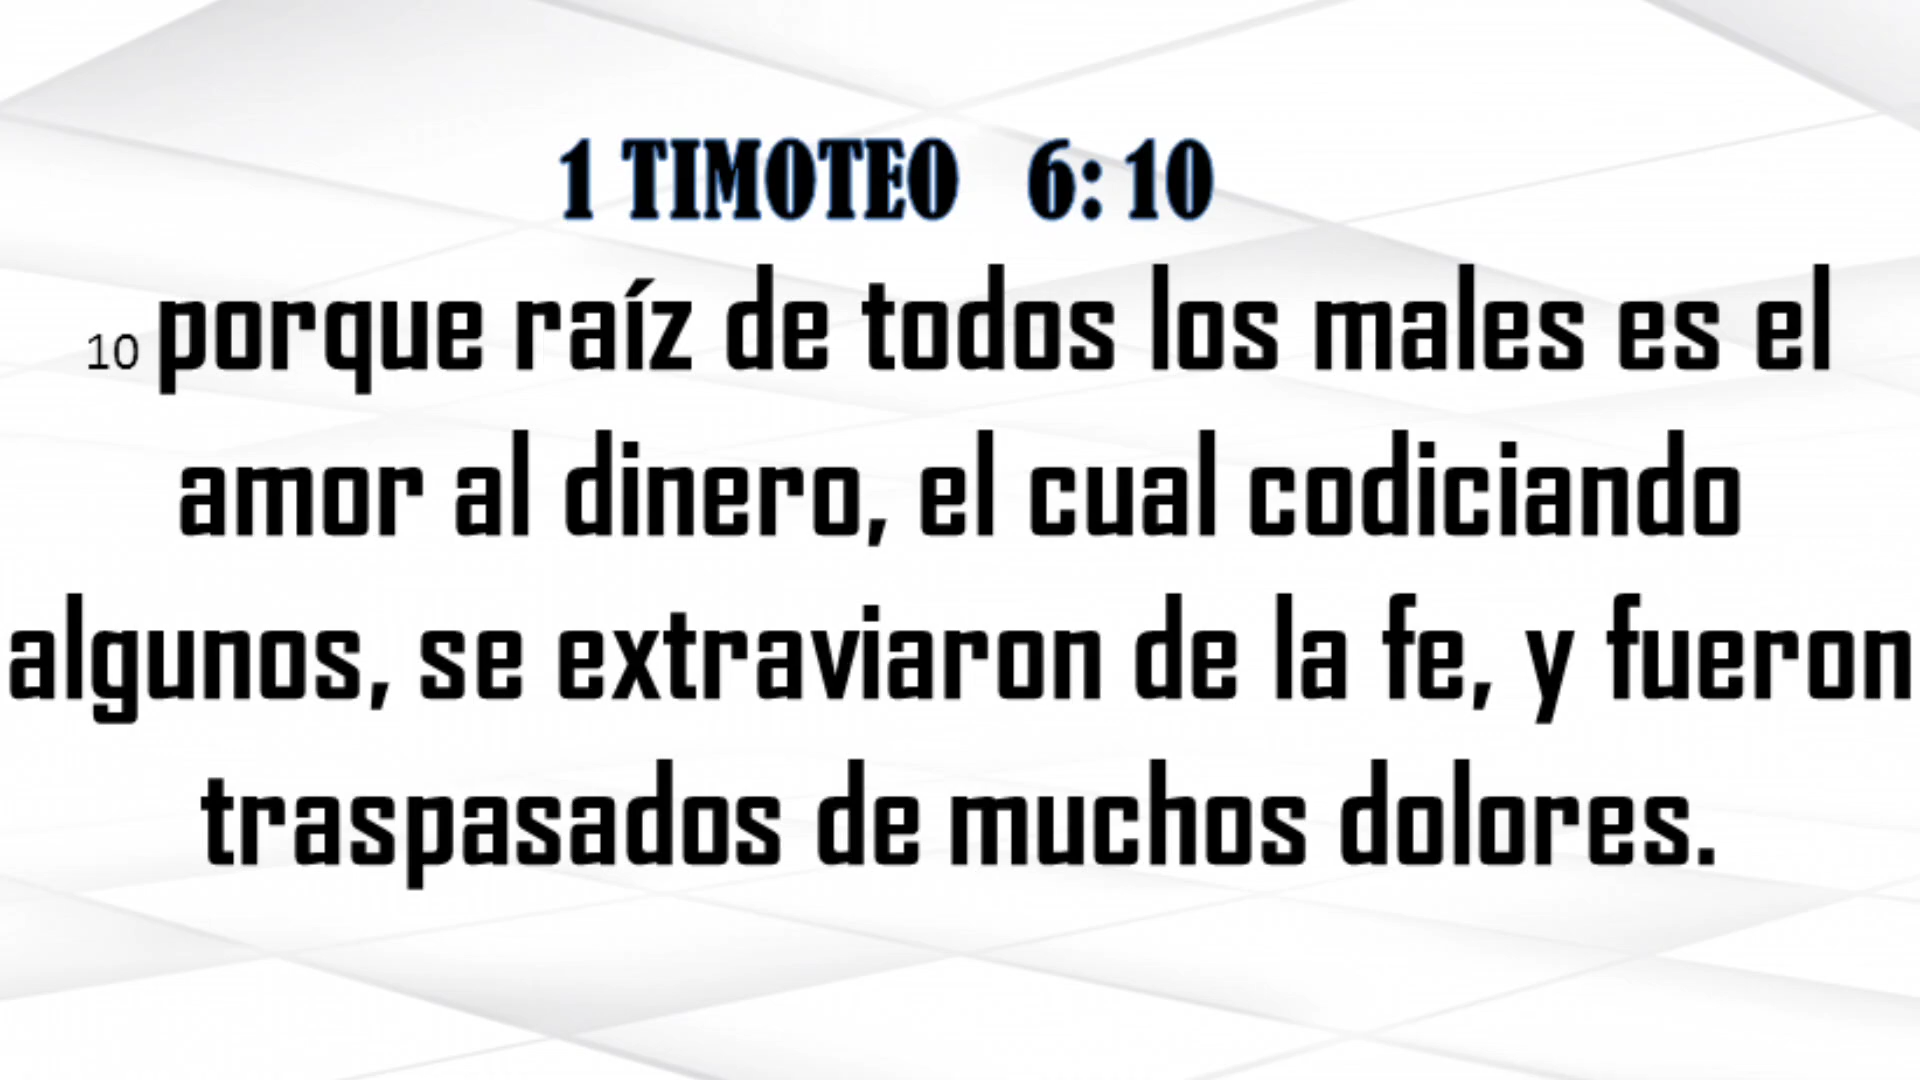 1 TIMOTEO 6: 10
10 porque raíz de todos los males es el
amor al dinero, el cual codiciando
algunos, se extraviaron de la fe, y fueron
traspasados de muchos dolores.